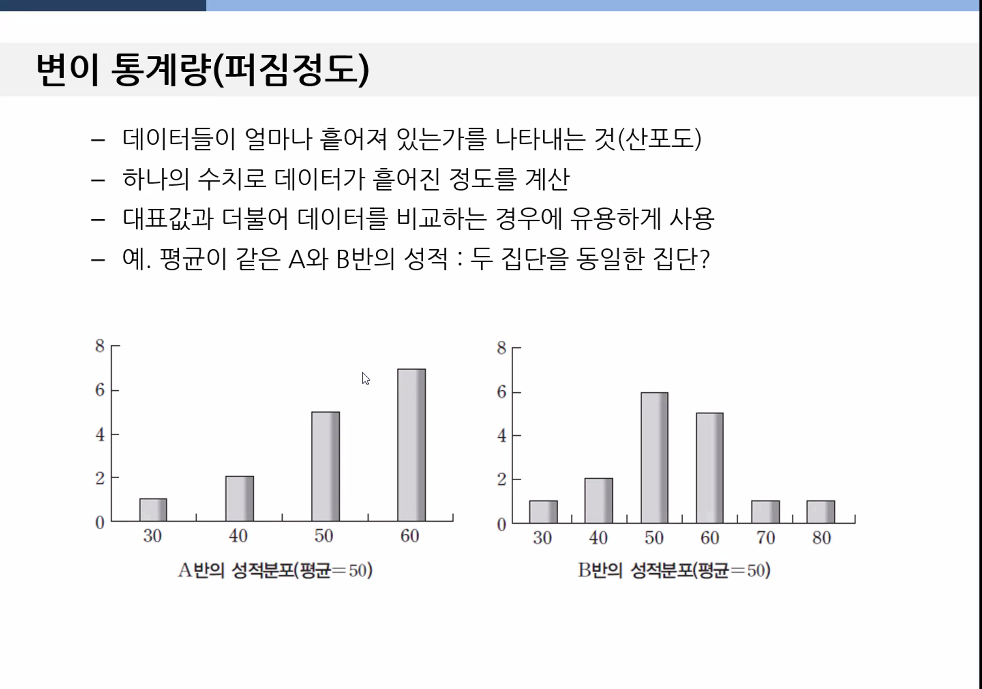 변이 통계량(퍼짐정도)
– 데이터들이 얼마나 흩어져 있는가를 나타내는 것(산포도)
– 하나의 수치로 데이터가 흩어진 정도를 계산
– 대표값과 더불어 데이터를 비교하는 경우에 유용하게 사용
– 예. 평균이 같은 A와 B반의 성적 : 두 집단을 동일한 집단?
8
6
4
2
0
30 40 50 60
A반의 성적분포(평균=50)
8
6
4
2
0
30 40 50 60 70 80
B반의 성적분포(평균=50)